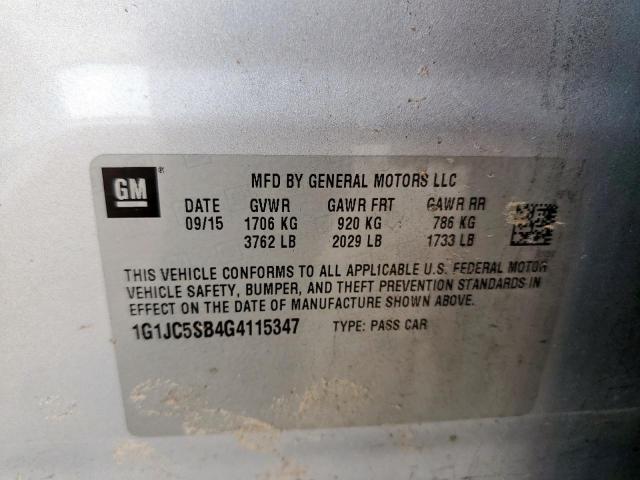 GM ®
MFD BY GENERAL MOTORS LLC
DATE GVWR GAWR FRT GAWR RR
09/15 1706 KG 920 KG 786 KG
3762 LB 2029 LB 1733 LB
THIS VEHICLE CONFORMS TO ALL APPLICABLE U.S. FEDERAL MOTOR
VEHICLE SAFETY, BUMPER, AND THEFT PREVENTION STANDARDS IN
EFFECT ON THE DATE OF MANUFACTURE SHOWN ABOVE.
1G1JC5SB4G4115347 TYPE: PASS CAR